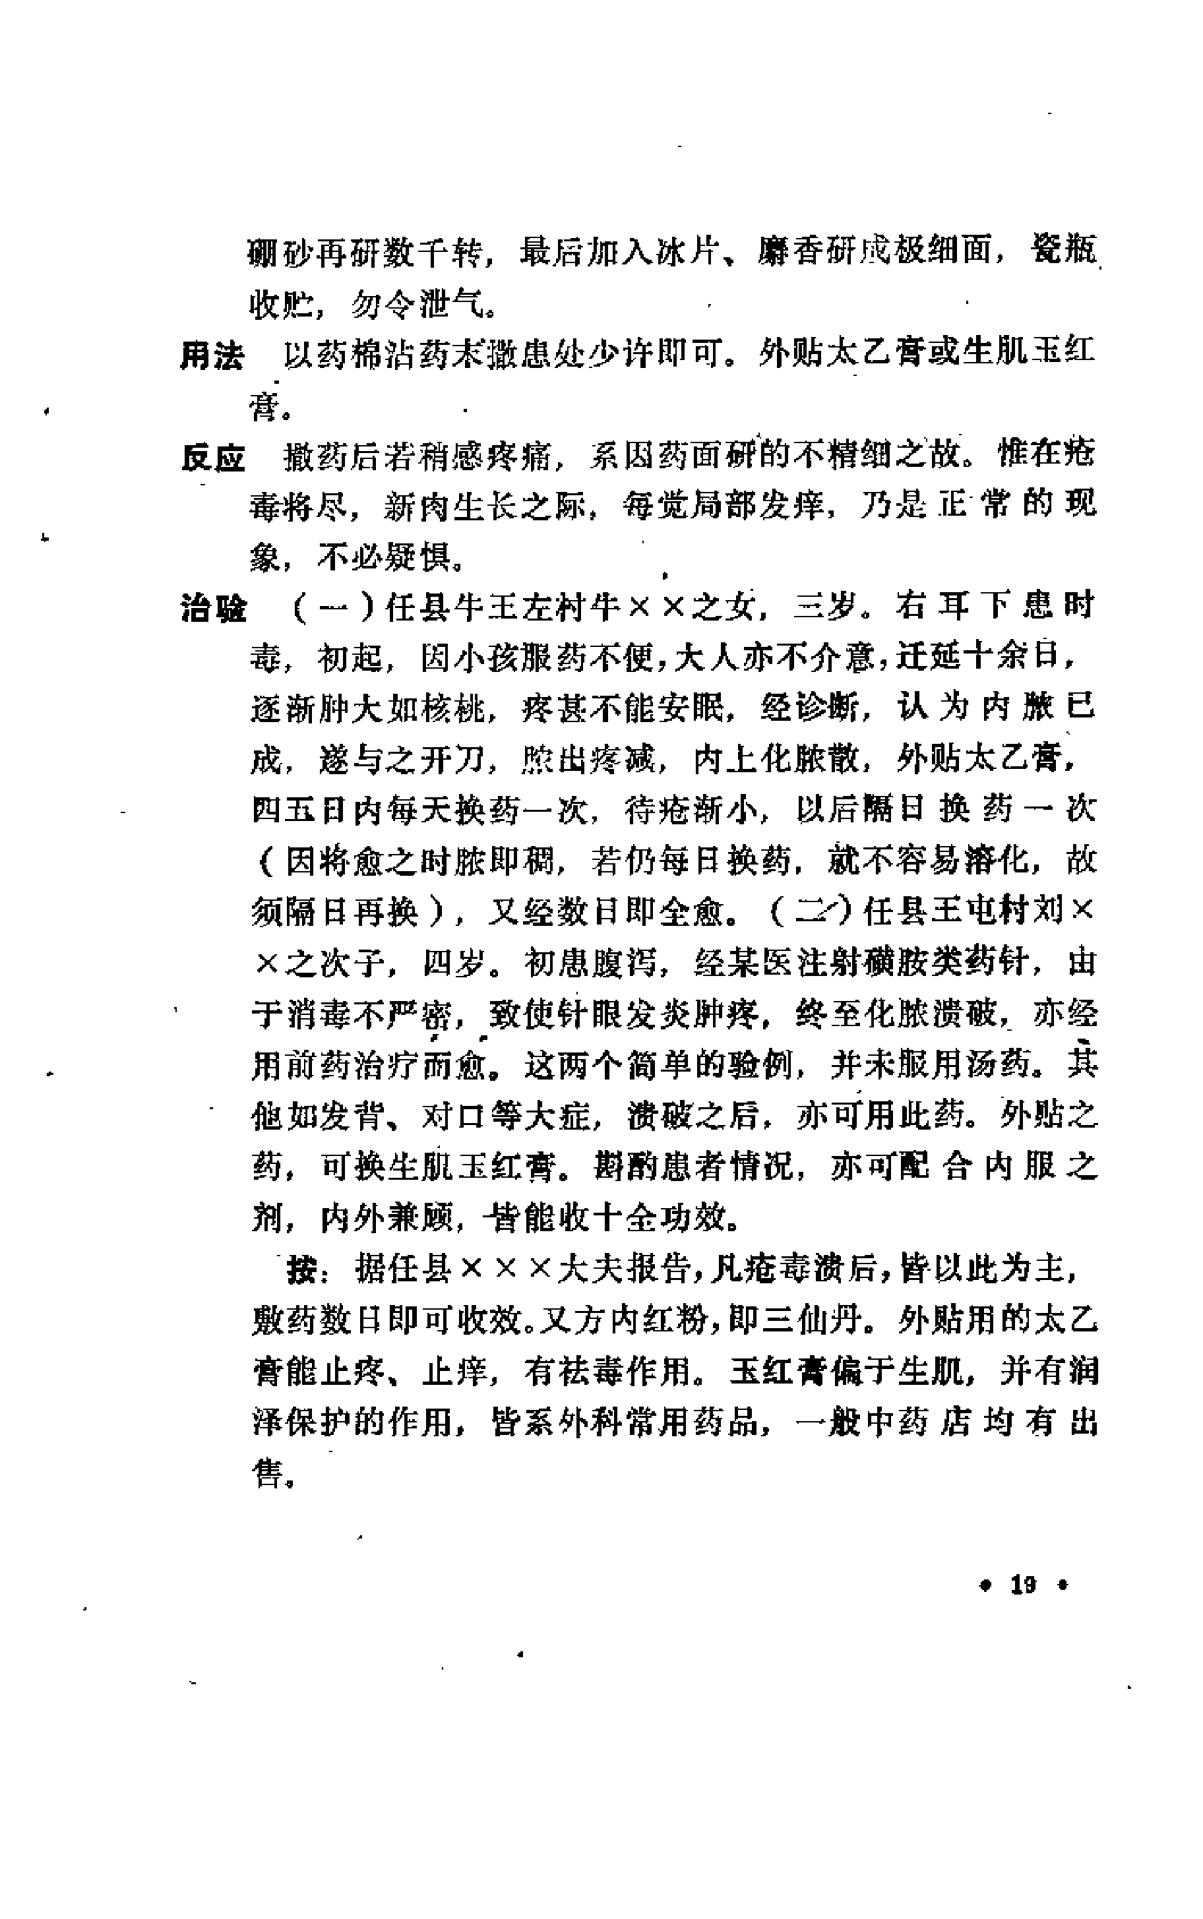 硼砂再研数千转，最后加入冰片、麝香研成极细面，瓷瓶
收贮，勿令泄气。
用法　以药棉沾药末撒患处少许即可。外贴太乙膏或生肌玉红
膏。
反应　撒药后若稍感疼痛，系因药面研的不精细之故。惟在疮
毒将尽，新肉生长之际，每觉局部发痒，乃是正常的现
象，不必疑惧。
治验　（一）任县牛王左村牛××之女，三岁。右耳下患时
毒，初起，因小孩服药不便，大人亦不介意，迁延十余日，
逐渐肿大如核桃，疼甚不能安眠，经诊断，认为内脓已
成，遂与之开刀，脓出疼减，内上化脓散，外贴太乙膏，
四五日内每天换药一次，待疮渐小，以后隔日换药一次
（因将愈之时脓即稠，若仍每日换药，就不容易溶化，故
须隔日再换），又经数日即全愈。（二）任县王屯村刘×
×之次子，四岁。初患腹泻，经某医注射磺胺类药针，由
于消毒不严密，致使针眼发炎肿疼，终至化脓溃破，亦经
用前药治疗而愈。这两个简单的验例，并未服用汤药。其
他如发背、对口等大症，溃破之后，亦可用此药。外贴之
药，可换生肌玉红膏。斟酌患者情况，亦可配合内服之
剂，内外兼顾，皆能收十全功效。
按：据任县×××大夫报告，凡疮毒溃后，皆以此为主，
敷药数日即可收效。又方内红粉，即三仙丹。外贴用的太乙
膏能止疼、止痒，有祛毒作用。玉红膏偏于生肌，并有润
泽保护的作用，皆系外科常用药品，一般中药店均有出
售。
• 19 •